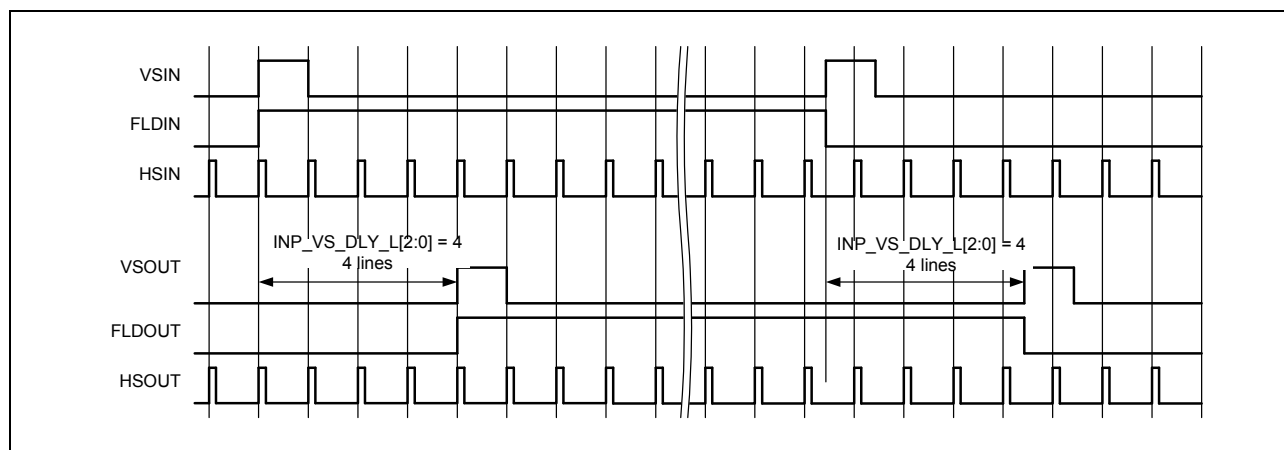 VSIN
FLDIN
HSIN
INP_VS_DLY_L[2:0] = 4
4 lines
INP_VS_DLY_L[2:0] = 4
4 lines
VSOUT
FLDOUT
HSOUT